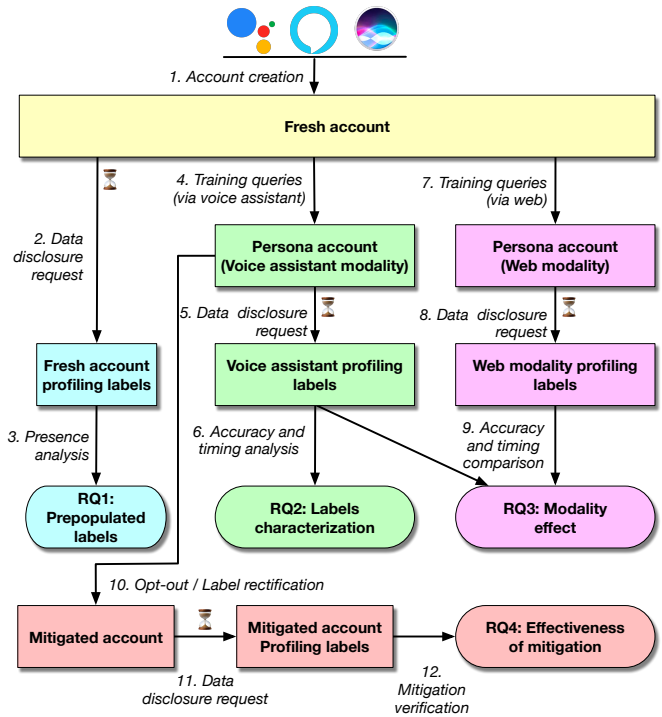 1. Account creation
Fresh account
2. Data
disclosure
request
4. Training queries
(via voice assistant)
7. Training queries
(via web)
Persona account
(Voice assistant modality)
Persona account
(Web modality)
5. Data disclosure
request
8. Data disclosure
request
Fresh account
profiling labels
Voice assistant profiling
labels
Web modality profiling
labels
3. Presence
analysis
6. Accuracy and
timing analysis
9. Accuracy
and timing
comparison
RQ1:
Prepopulated
labels
RQ2: Labels
characterization
RQ3: Modality
effect
10. Opt-out / Label rectification
Mitigated account
Mitigated account
Profiling labels
RQ4: Effectiveness
of mitigation
11. Data
disclosure request
12.
Mitigation
verification